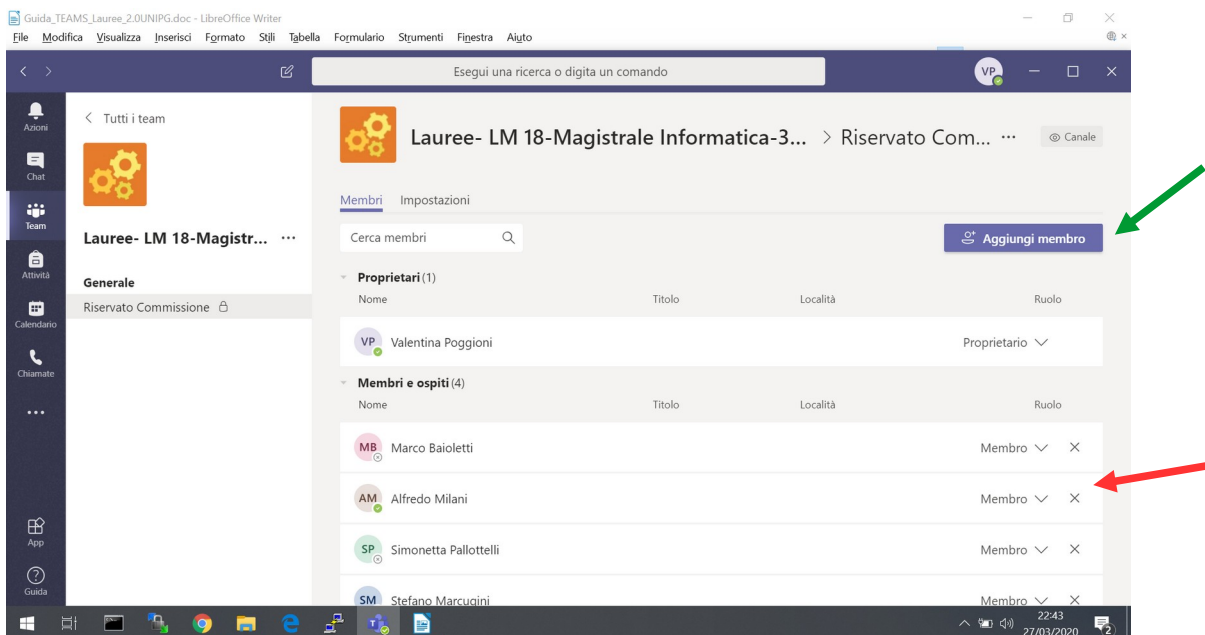 Guida_TEAMS_Lauree_2.0UNIPG.doc - LibreOffice Writer
File Modifica Visualizza Inserisci Formato Stili Tabella Formulario Strumenti Finestra Aiuto
Esegui una ricerca o digita un comando
VP
Azioni
Chat
Team
Attività
Calendario
Chiamate
App
Guida
Tutti i team
Lauree- LM 18-Magistr... ...
Generale
Riservato Commissione
Lauree- LM 18-Magistrale Informatica-3... > Riservato Com... ...
Canale
Membri Impostazioni
Cerca membri
Aggiungi membro
Proprietari (1)
Nome Titolo Località Ruolo
VP Valentina Poggioni Proprietario
Membri e ospiti (4)
Nome Titolo Località Ruolo
MB Marco Baioletti Membro
AM Alfredo Milani Membro
SP Simonetta Pallottelli Membro
SM Stefano Marcugini Membro
22:43
27/03/2020
2